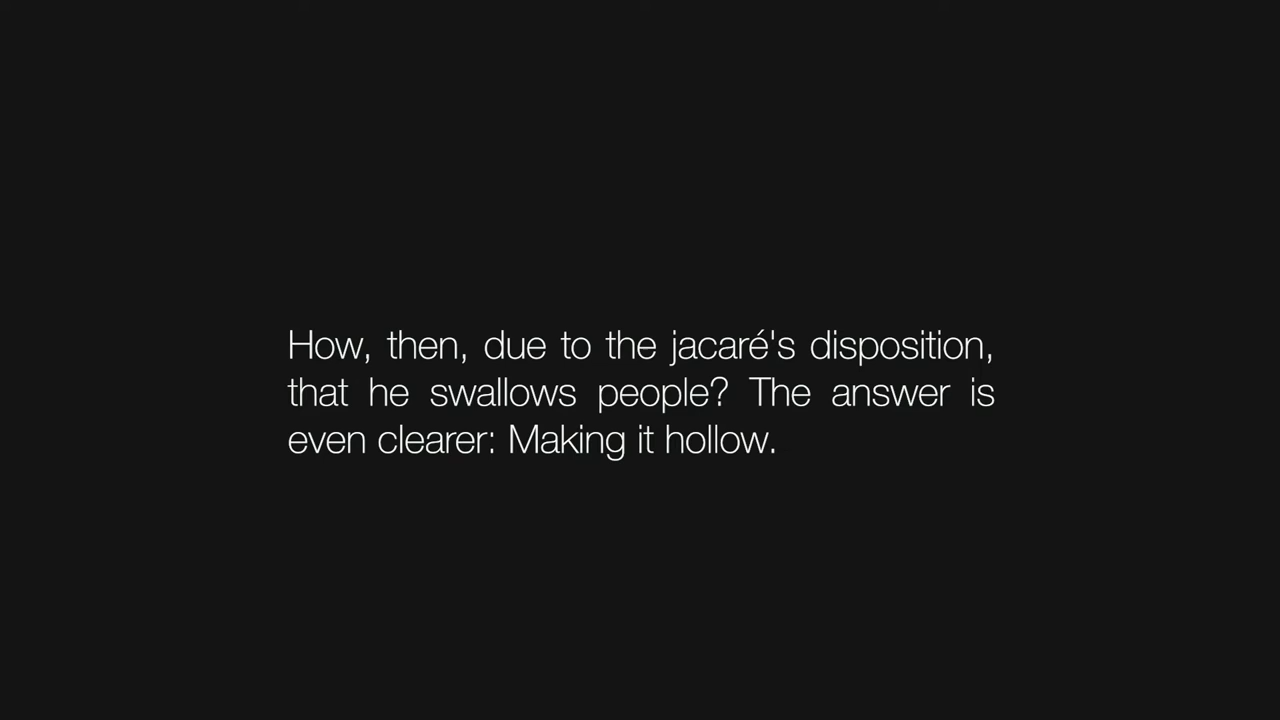 How, then, due to the jacaré's disposition,
that he swallows people? The answer is
even clearer: Making it hollow.